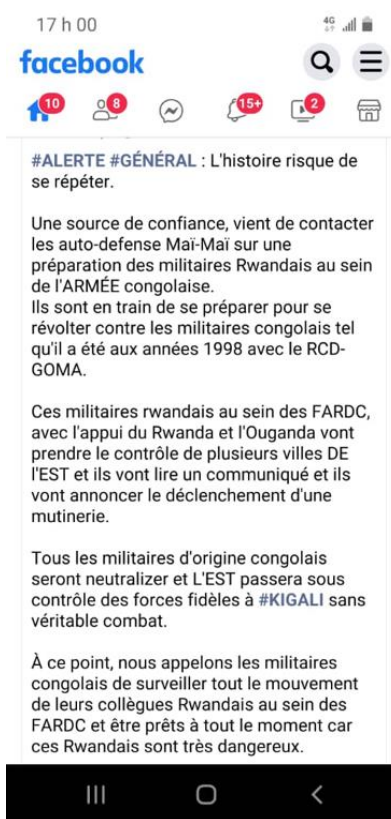 17 h 00
4G
facebook
10
8
15+
2
#ALERTE #GÉNÉRAL : L'histoire risque de
se répéter.
Une source de confiance, vient de contacter
les auto-defense Maï-Maï sur une
préparation des militaires Rwandais au sein
de l'ARMÉE congolaise.
Ils sont en train de se préparer pour se
révolter contre les militaires congolais tel
qu'il a été aux années 1998 avec le RCD-
GOMA.
Ces militaires rwandais au sein des FARDC,
avec l'appui du Rwanda et l'Ouganda vont
prendre le contrôle de plusieurs villes DE
l'EST et ils vont lire un communiqué et ils
vont annoncer le déclenchement d'une
mutinerie.
Tous les militaires d'origine congolais
seront neutralizer et L'EST passera sous
contrôle des forces fidèles à #KIGALI sans
véritable combat.
À ce point, nous appelons les militaires
congolais de surveiller tout le mouvement
de leurs collègues Rwandais au sein des
FARDC et être prêts à tout le moment car
ces Rwandais sont très dangereux.